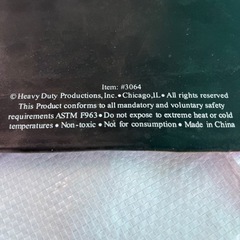 Item: #3064
© Heavy Duty Productions, Inc. • Chicago, IL • All rights reserved
This Product conforms to all mandatory and voluntary safety
requirements ASTM F963 • Do not expose to extreme heat or cold
temperatures • Non-toxic • Not for consumption • Made in China